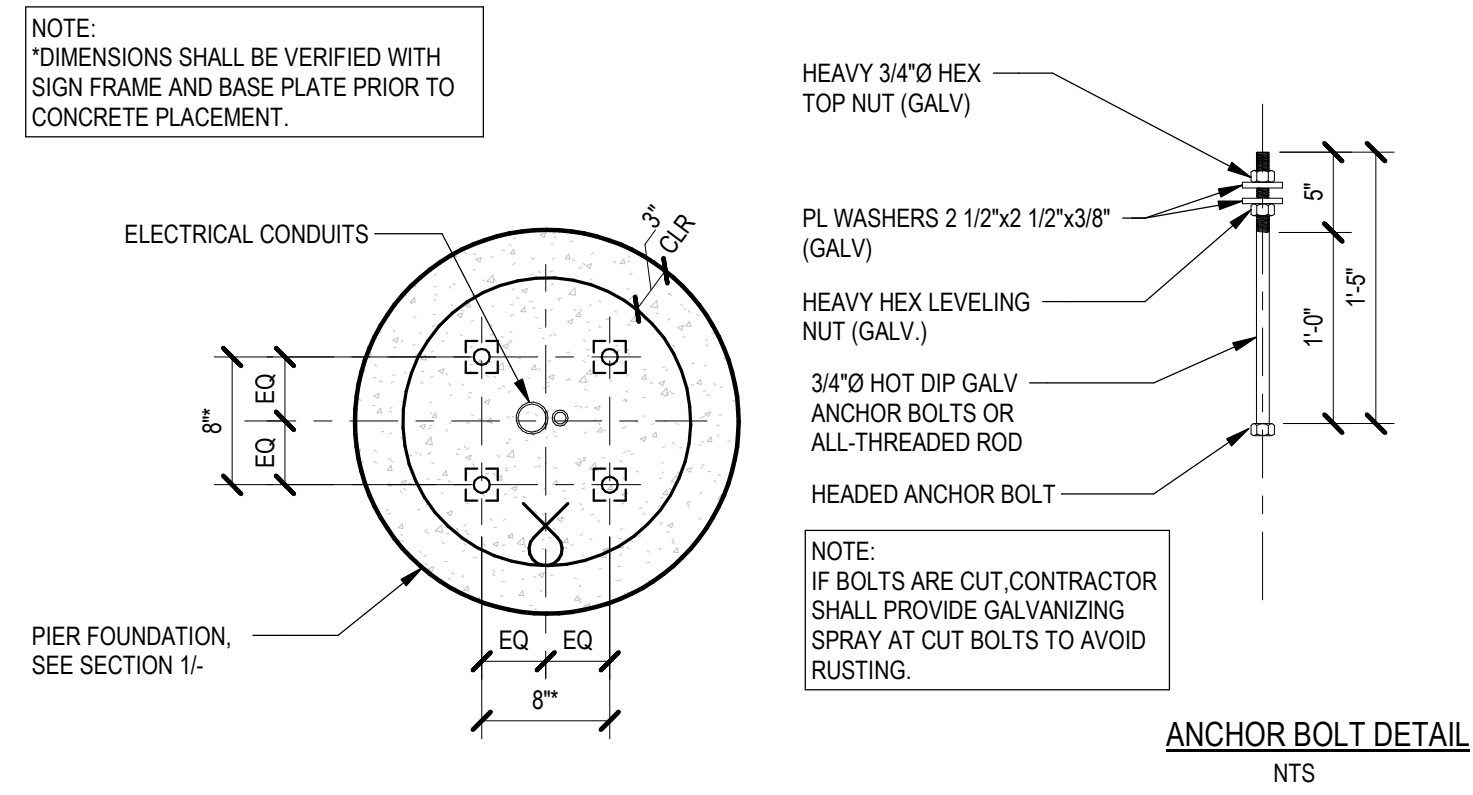 NOTE:
*DIMENSIONS SHALL BE VERIFIED WITH
SIGN FRAME AND BASE PLATE PRIOR TO
CONCRETE PLACEMENT.
ELECTRICAL CONDUITS
3"
CLR
8"*
EQ
EQ
PIER FOUNDATION,
SEE SECTION 1/-
EQ EQ
8"*
HEAVY 3/4"Ø HEX
TOP NUT (GALV)
PL WASHERS 2 1/2"x2 1/2"x3/8"
(GALV)
HEAVY HEX LEVELING
NUT (GALV.)
3/4"Ø HOT DIP GALV
ANCHOR BOLTS OR
ALL-THREADED ROD
HEADED ANCHOR BOLT
5"
1'-0"
1'-5"
NOTE:
IF BOLTS ARE CUT,CONTRACTOR
SHALL PROVIDE GALVANIZING
SPRAY AT CUT BOLTS TO AVOID
RUSTING.
ANCHOR BOLT DETAIL
NTS